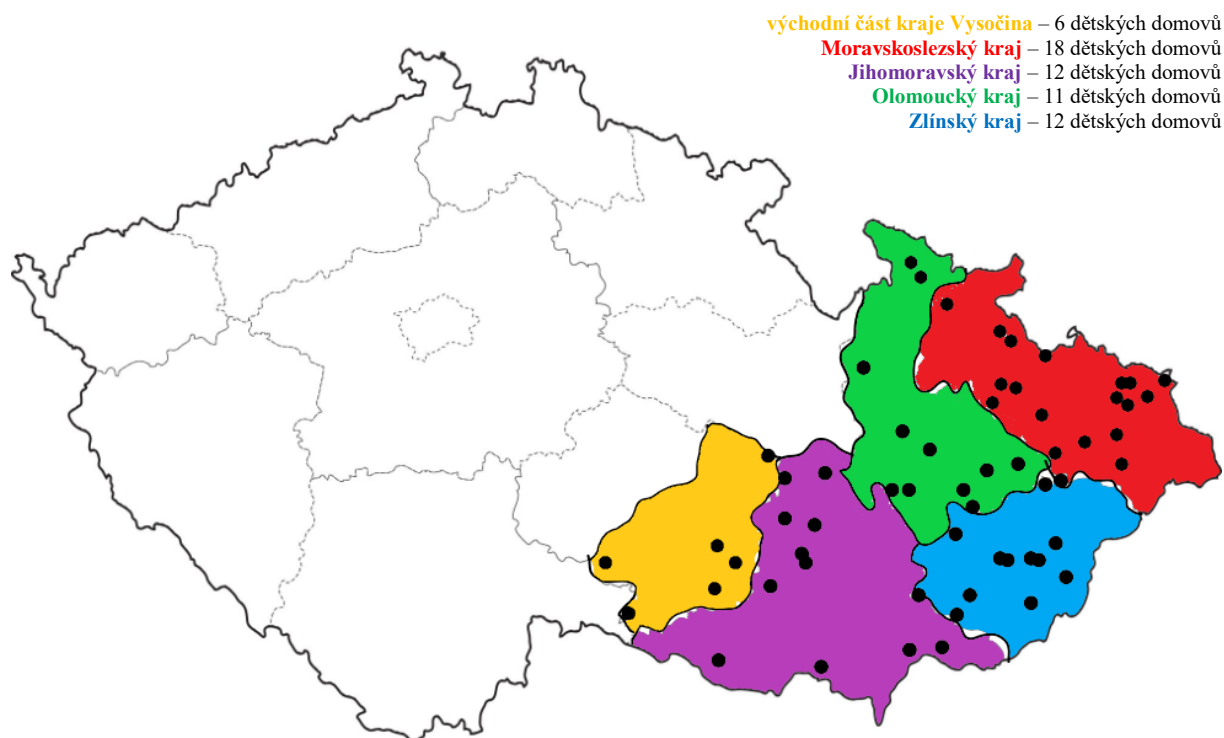 východní část kraje Vysočina – 6 dětských domovů
Moravskoslezský kraj – 18 dětských domovů
Jihomoravský kraj – 12 dětských domovů
Olomoucký kraj – 11 dětských domovů
Zlínský kraj – 12 dětských domovů